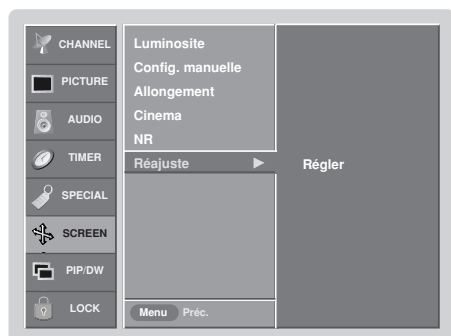 CHANNEL
PICTURE
AUDIO
TIMER
SPECIAL
SCREEN
PIP/DW
LOCK
Luminosite
Config. manuelle
Allongement
Cinema
NR
Réajuste ▶
Régler
Menu Préc.